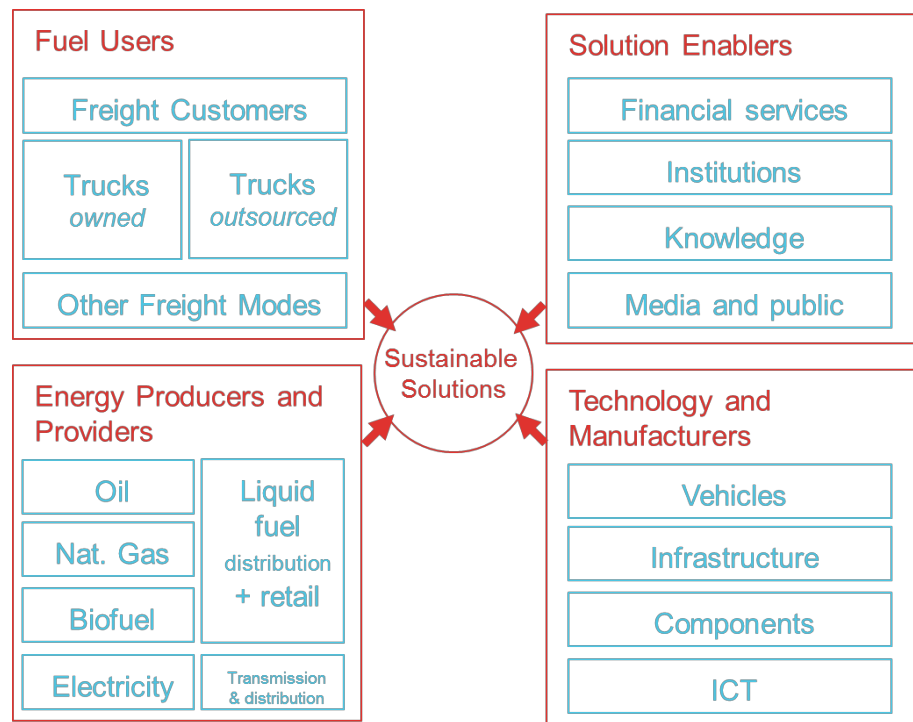 Fuel Users
Freight Customers
Trucks
owned
Trucks
outsourced
Other Freight Modes
Solution Enablers
Financial services
Institutions
Knowledge
Media and public
Sustainable
Solutions
Energy Producers and
Providers
Oil
Nat. Gas
Biofuel
Electricity
Liquid
fuel
distribution
+ retail
Transmission
& distribution
Technology and
Manufacturers
Vehicles
Infrastructure
Components
ICT